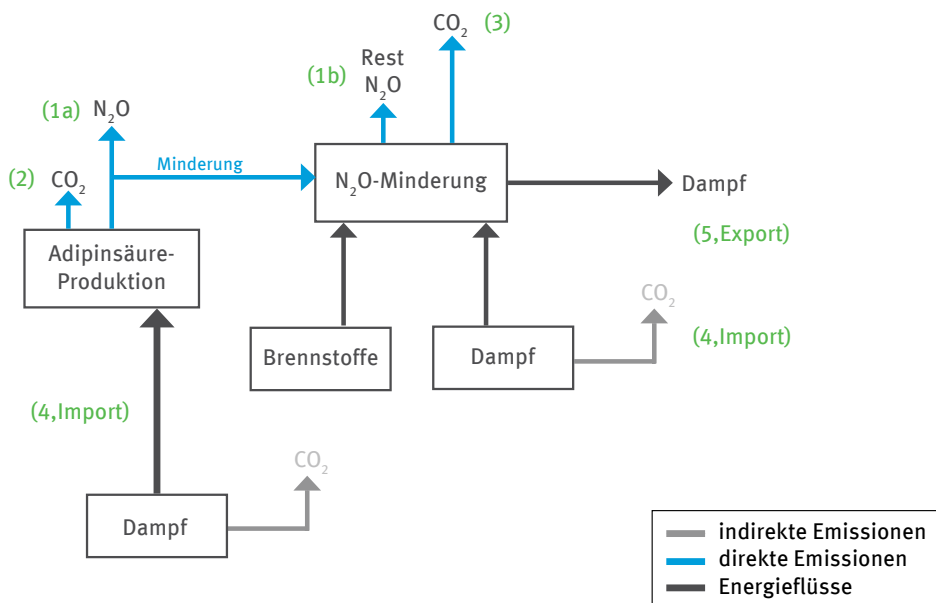 CO₂ (3)
Rest
(1b) N₂O
(1a) N₂O
Minderung
(2) CO₂
N₂O-Minderung
Dampf
Adipinsäure-
Produktion
(5,Export)
CO₂
Brennstoffe
Dampf
(4,Import)
(4,Import)
CO₂
Dampf
indirekte Emissionen
direkte Emissionen
Energieflüsse